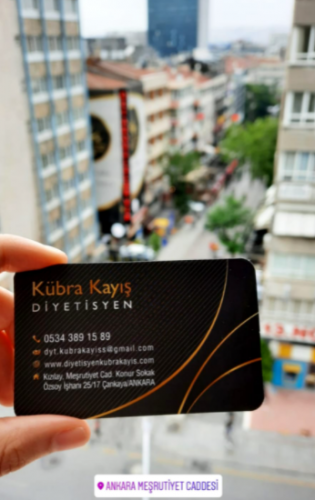 Kübra Kayış
DİYETİSYEN
0534 389 15 89
dyt.kubrakayiss@gmail.com
www.diyetisyenkubrakayis.com
Kızılay, Meşrutiyet Cad. Konur Sokak
Özsoy İşhanı 25/17 Çankaya/ANKARA
ANKARA MEŞRUTİYET CADDESİ